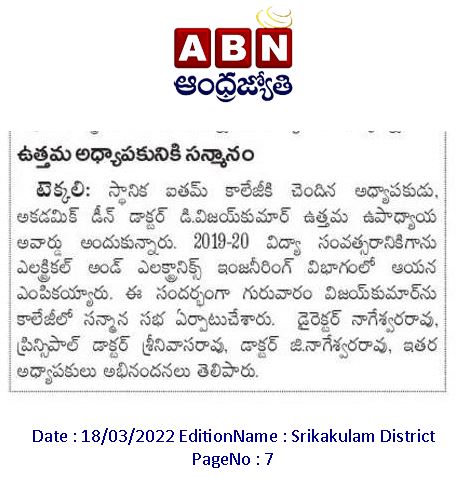 ABN
ఆంధ్రజ్యోతి
ఉత్తమ అధ్యాపకునికి సన్మానం
టెక్కలి: స్థానిక ఐతమ్ కాలేజీకి చెందిన అధ్యాపకుడు,
అకడమిక్ డీన్ డాక్టర్ డి.విజయ్‌కుమార్ ఉత్తమ ఉపాధ్యాయ
అవార్డు అందుకున్నారు. 2019-20 విద్యా సంవత్సరానికిగాను
ఎలక్ట్రికల్ అండ్ ఎలక్ట్రానిక్స్ ఇంజనీరింగ్ విభాగంలో ఆయన
ఎంపికయ్యారు. ఈ సందర్భంగా గురువారం విజయ్‌కుమార్‌ను
కాలేజీలో సన్మాన సభ ఏర్పాటుచేశారు. డైరెక్టర్ నాగేశ్వరరావు,
ప్రిన్సిపాల్ డాక్టర్ శ్రీనివాసరావు, డాక్టర్ జి.నాగేశ్వరరావు, ఇతర
అధ్యాపకులు అభినందనలు తెలిపారు.
Date : 18/03/2022 EditionName : Srikakulam District
PageNo : 7